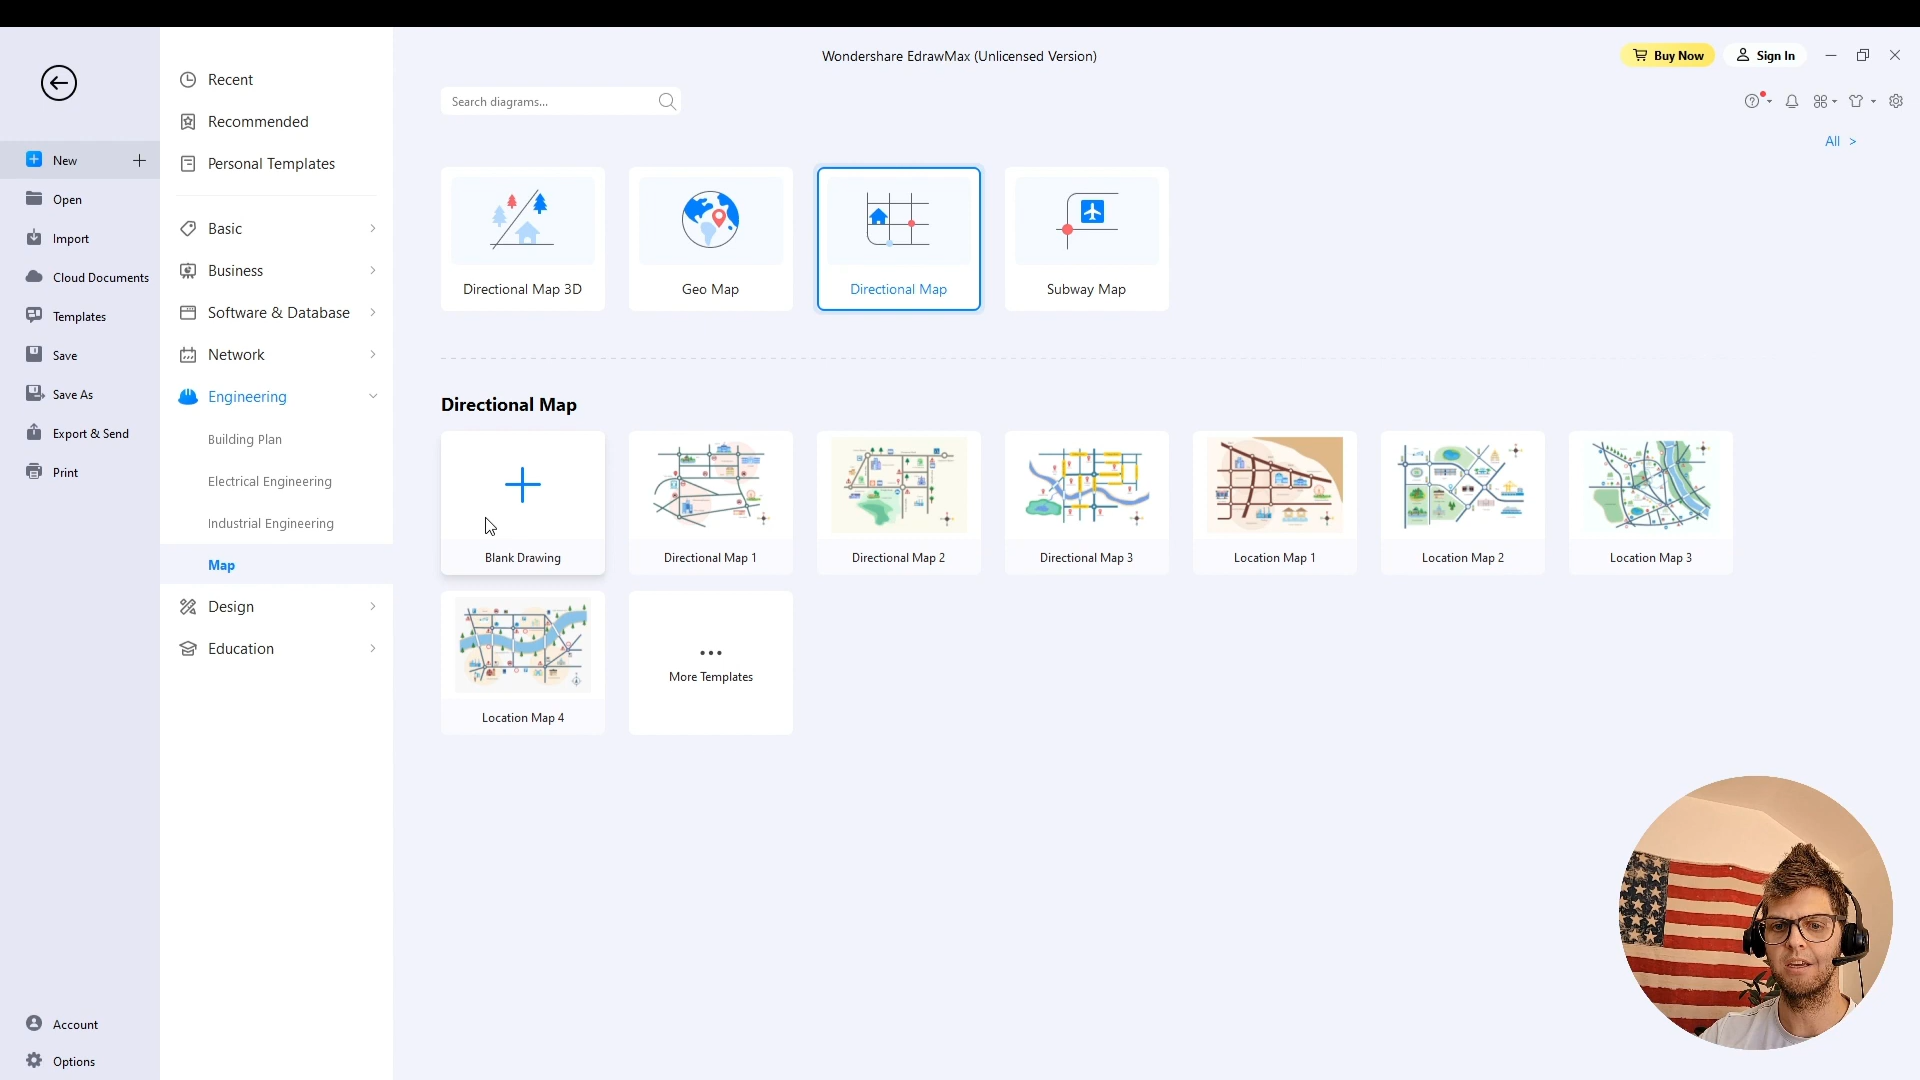 Wondershare EdrawMax (Unlicensed Version)
Buy Now
Sign In
New
Open
Import
Cloud Documents
Templates
Save
Save As
Export & Send
Print
Account
Options
Recent
Recommended
Personal Templates
Basic
Business
Software & Database
Network
Engineering
Building Plan
Electrical Engineering
Industrial Engineering
Map
Design
Education
Search diagrams...
All >
Directional Map 3D
Geo Map
Directional Map
Subway Map
Directional Map
Blank Drawing
Directional Map 1
Directional Map 2
Directional Map 3
Location Map 1
Location Map 2
Location Map 3
Location Map 4
More Templates